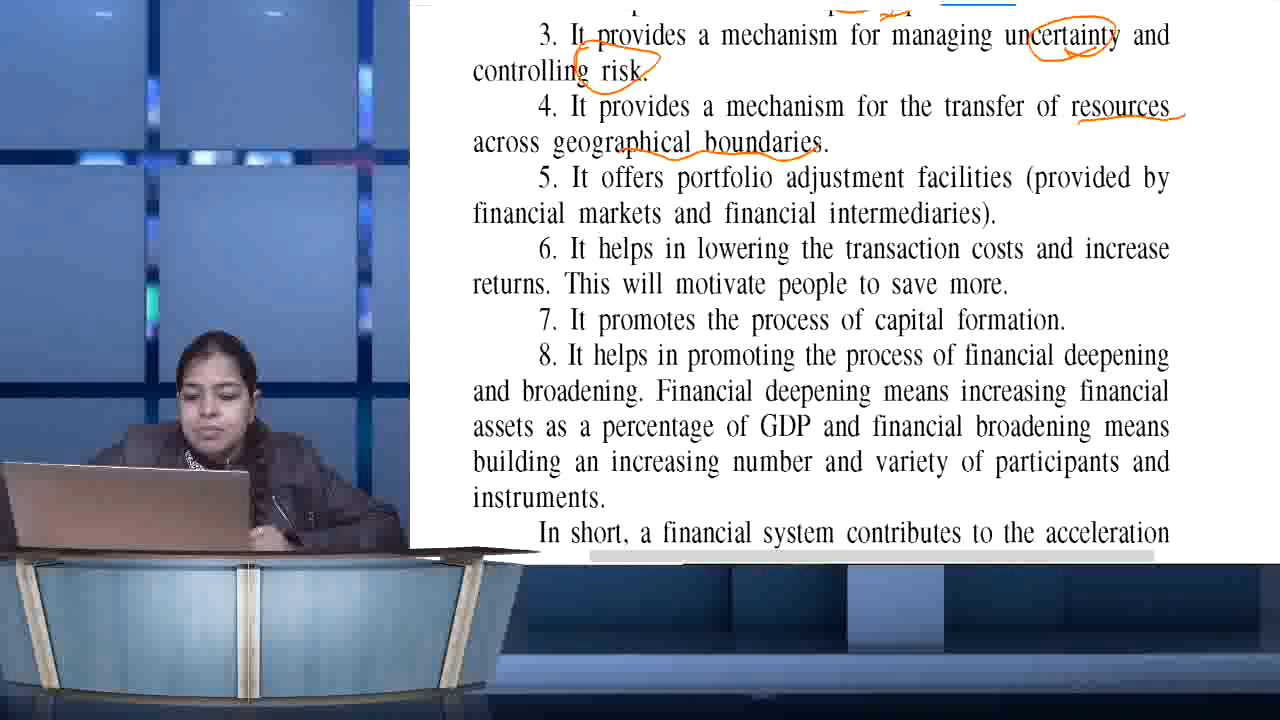 3. It provides a mechanism for managing uncertainty and
controlling risk.
4. It provides a mechanism for the transfer of resources
across geographical boundaries.
5. It offers portfolio adjustment facilities (provided by
financial markets and financial intermediaries).
6. It helps in lowering the transaction costs and increase
returns. This will motivate people to save more.
7. It promotes the process of capital formation.
8. It helps in promoting the process of financial deepening
and broadening. Financial deepening means increasing financial
assets as a percentage of GDP and financial broadening means
building an increasing number and variety of participants and
instruments.
In short, a financial system contributes to the acceleration